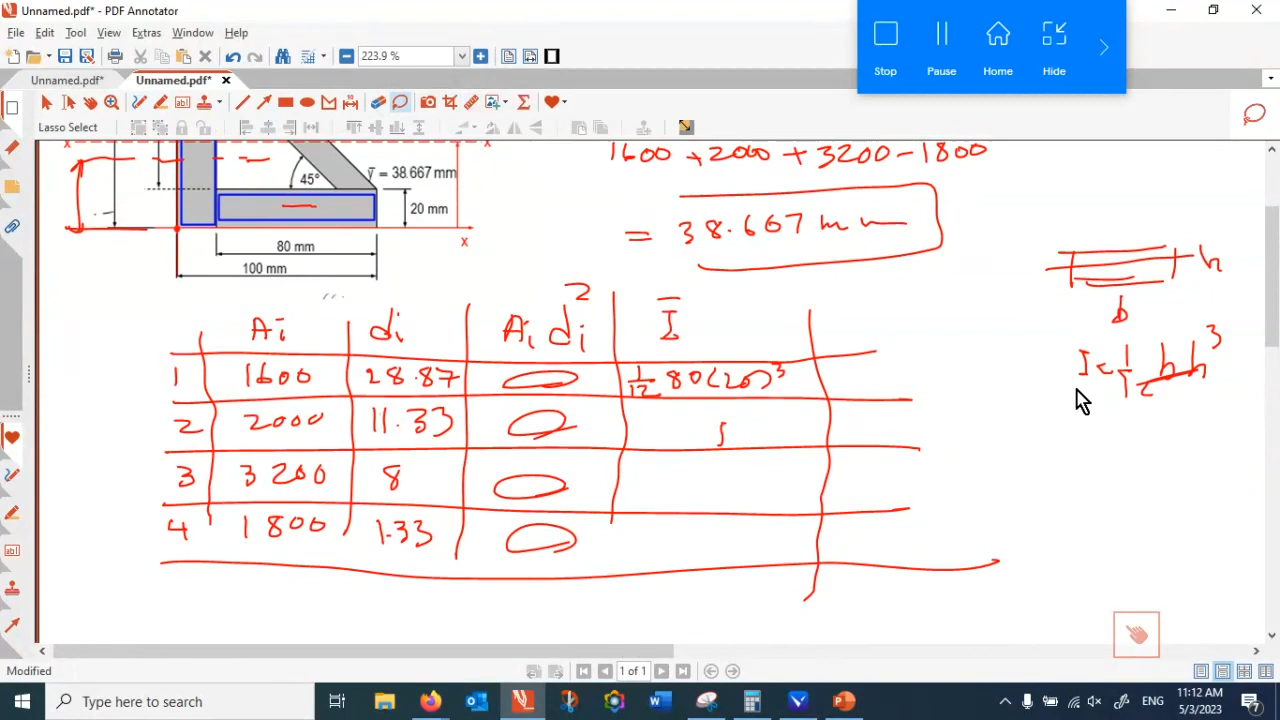 Unnamed.pdf* - PDF Annotator
File Edit Tool View Extras Window Help
223.9 %
Unnamed.pdf* Unnamed.pdf*
Lasso Select
Stop Pause Home Hide
1600 + 2000 + 3200 - 1800
= 38.667 mm
x x
45°
ȳ = 38.667 mm
20 mm
x
80 mm
100 mm
h
b
I = 1/12 b h³
Ai di Ai di² Ī
1 1600 28.87 1/12 80(20)³
2 2000 11.33
3 3200 8
4 1800 1.33
Modified
1 of 1
Type here to search
ENG
11:12 AM
5/3/2023
7